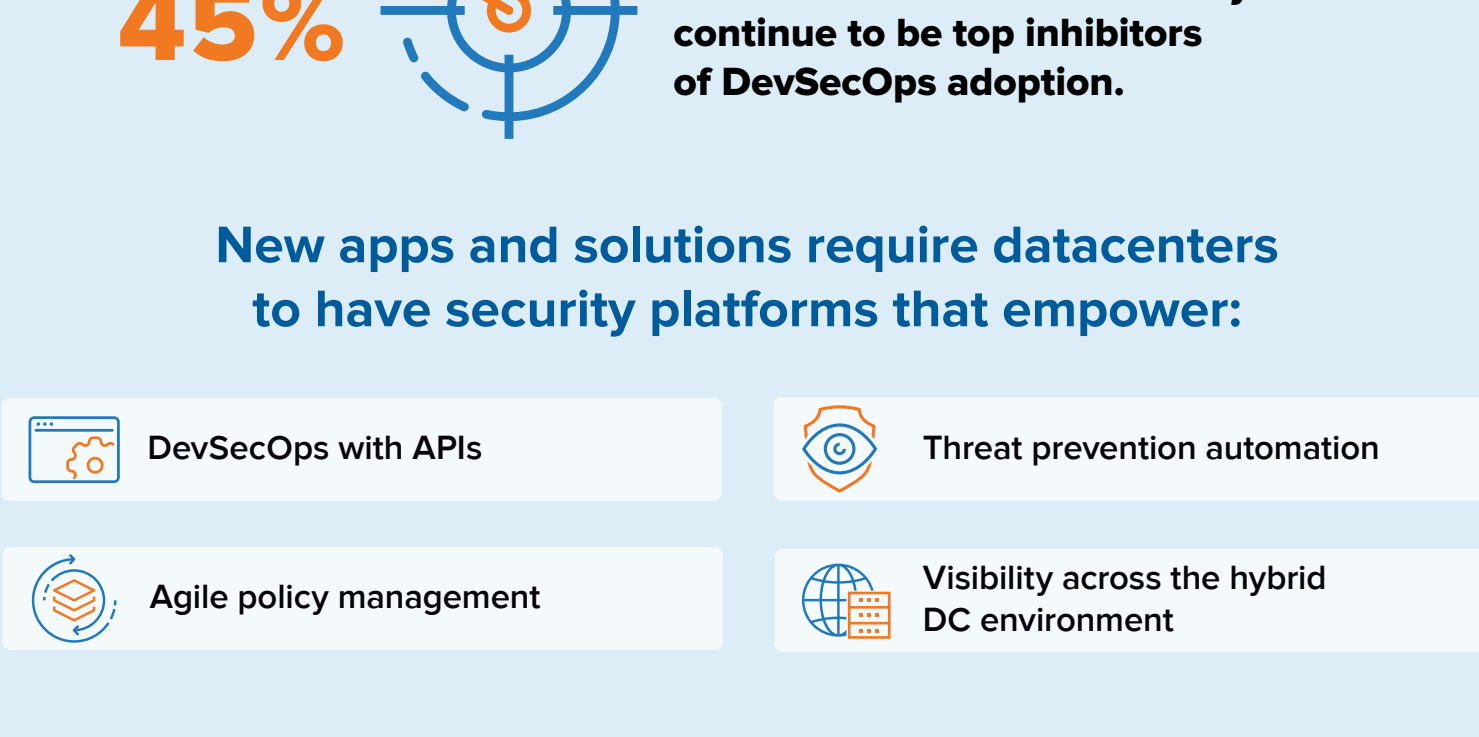 45%
continue to be top inhibitors
of DevSecOps adoption.
New apps and solutions require datacenters
to have security platforms that empower:
DevSecOps with APIs
Threat prevention automation
Agile policy management
Visibility across the hybrid
DC environment